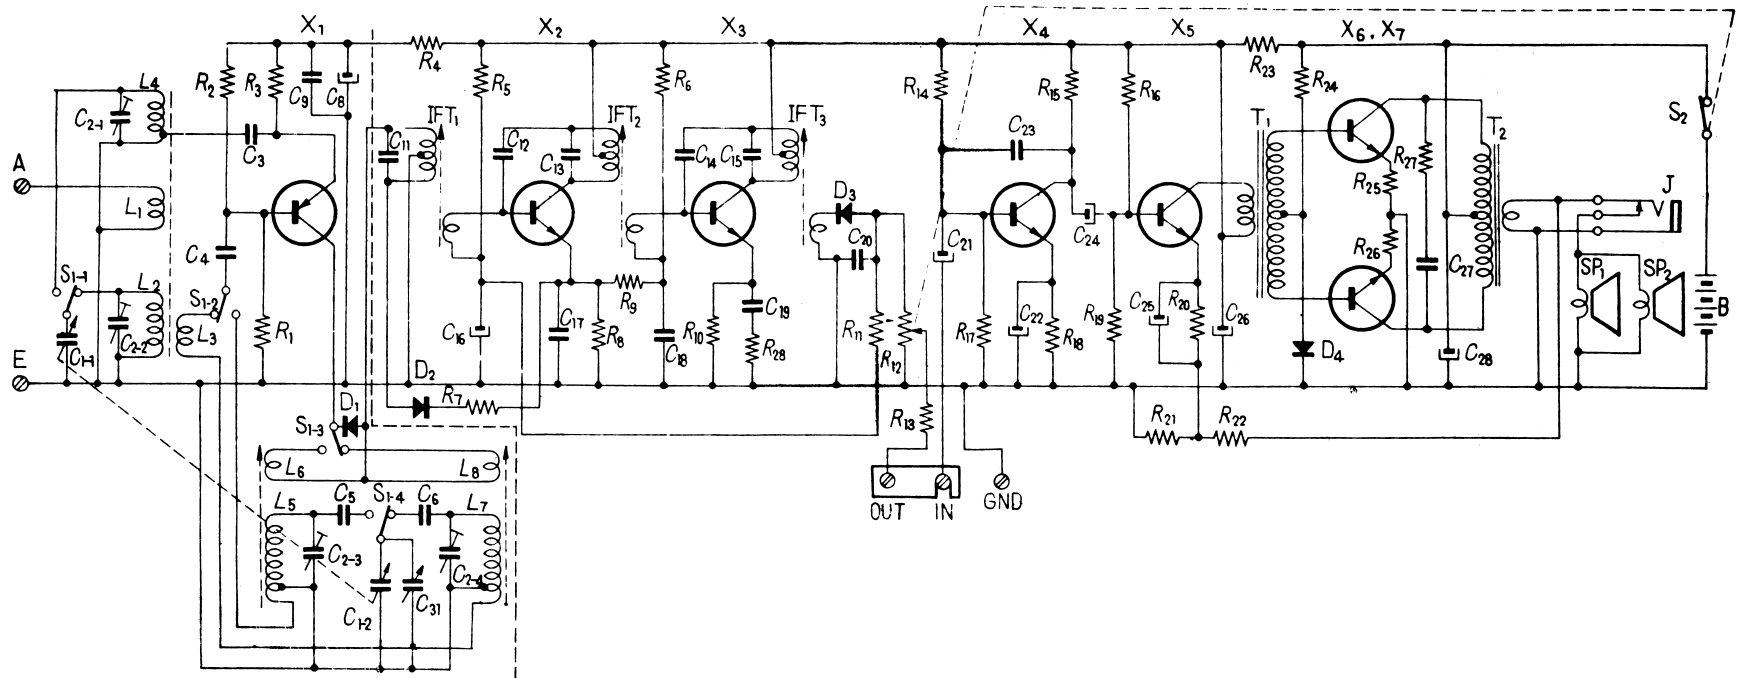 X1
X2
X3
X4
X5
X6, X7
R4
R23
L4
R2
R3
C9
C8
R5
R6
R14
R15
R16
R24
S2
C2-1
C3
C11
IFT1
C12
C13
IFT2
C14
C15
IFT3
C23
T1
R27
T2
A
L1
D3
R25
J
C4
C20
C21
C24
R26
C27
SP1
SP2
S1-1
L2
S1-2
L3
R9
C25
R20
B
C1-1
C2-2
R1
C16
C17
R8
C18
R10
C19
R28
R11
R12
R17
C22
R18
R19
C26
D4
C28
E
D2
R7
D1
S1-3
R13
R21
R22
L6
L8
OUT
IN
GND
L5
C5
S1-4
C6
L7
C2-3
C2-4
C1-2
C31